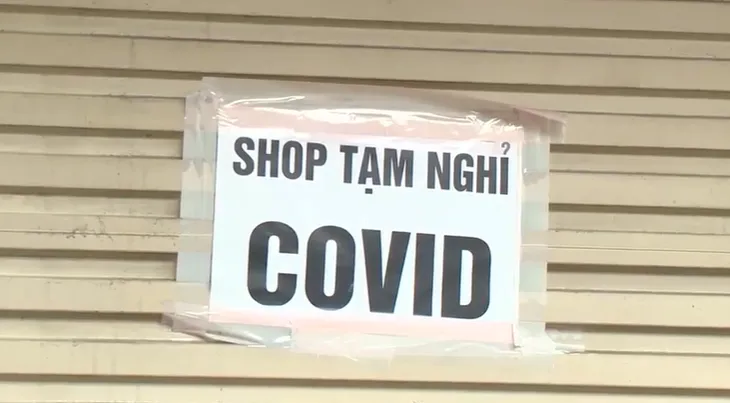 SHOP TẠM NGHỈ
COVID